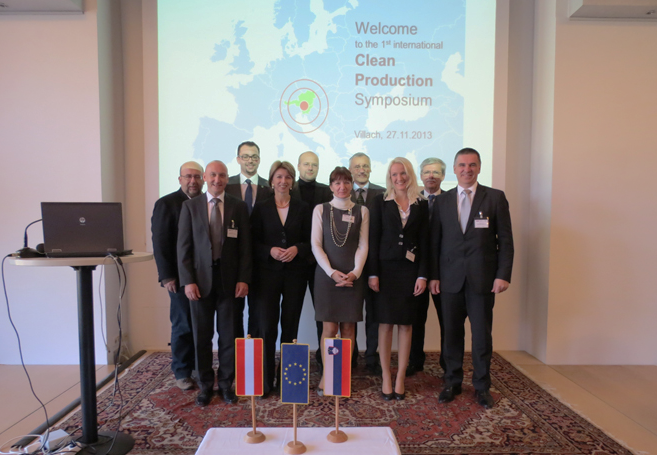 Welcome
to the 1st international
Clean
Production
Symposium
Villach, 27.11.2013